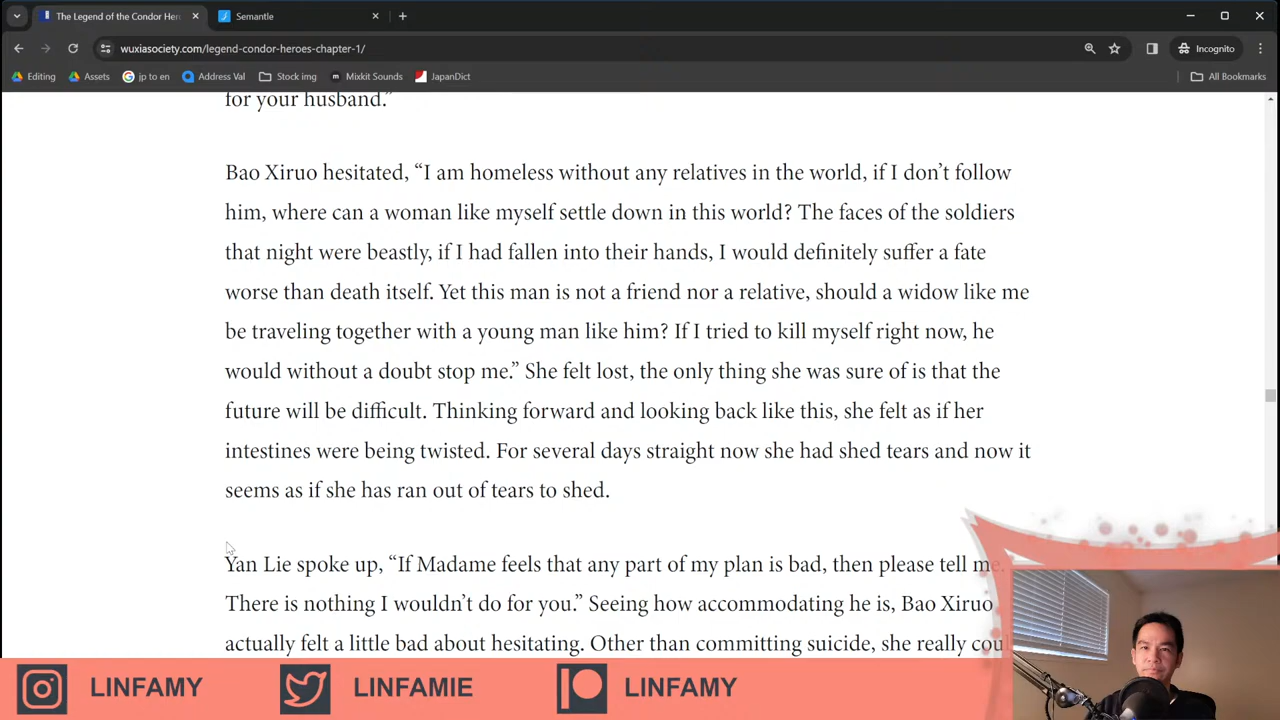 The Legend of the Condor Her
Semantle
wuxiasociety.com/legend-condor-heroes-chapter-1/
Incognito
Editing
Assets
jp to en
Address Val
Stock img
Mixkit Sounds
JapanDict
All Bookmarks
for your husband.”
Bao Xiruo hesitated, “I am homeless without any relatives in the world, if I don’t follow
him, where can a woman like myself settle down in this world? The faces of the soldiers
that night were beastly, if I had fallen into their hands, I would definitely suffer a fate
worse than death itself. Yet this man is not a friend nor a relative, should a widow like me
be traveling together with a young man like him? If I tried to kill myself right now, he
would without a doubt stop me.” She felt lost, the only thing she was sure of is that the
future will be difficult. Thinking forward and looking back like this, she felt as if her
intestines were being twisted. For several days straight now she had shed tears and now it
seems as if she has ran out of tears to shed.
Yan Lie spoke up, “If Madame feels that any part of my plan is bad, then please tell me.
There is nothing I wouldn’t do for you.” Seeing how accommodating he is, Bao Xiruo
actually felt a little bad about hesitating. Other than committing suicide, she really
LINFAMY
LINFAMIE
LINFAMY